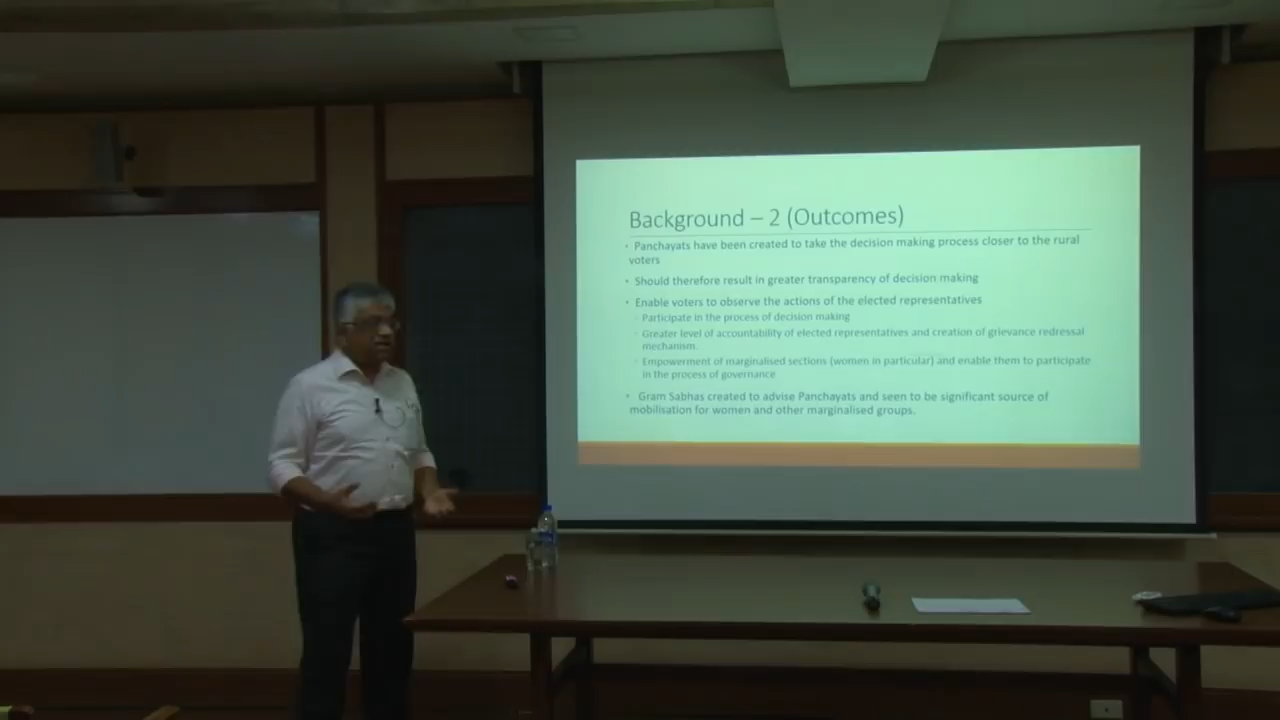 Background – 2 (Outcomes)
• Panchayats have been created to take the decision making process closer to the rural
voters
• Should therefore result in greater transparency of decision making
• Enable voters to observe the actions of the elected representatives
◦ Participate in the process of decision making
◦ Greater level of accountability of elected representatives and creation of grievance redressal
mechanism.
◦ Empowerment of marginalised sections (women in particular) and enable them to participate
in the process of governance
• Gram Sabhas created to advise Panchayats and seen to be significant source of
mobilisation for women and other marginalised groups.